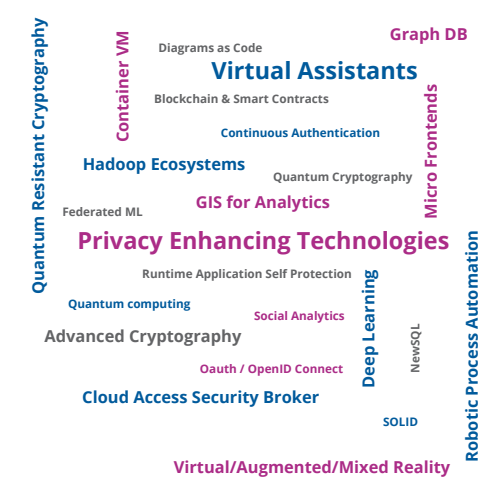 Quantum Resistant Cryptography
Container VM
Diagrams as Code
Graph DB
Virtual Assistants
Blockchain & Smart Contracts
Micro Frontends
Continuous Authentication
Hadoop Ecosystems
Quantum Cryptography
GIS for Analytics
Federated ML
Privacy Enhancing Technologies
Robotic Process Automation
Runtime Application Self Protection
Deep Learning
Quantum computing
Social Analytics
NewSQL
Advanced Cryptography
Oauth / OpenID Connect
Cloud Access Security Broker
SOLID
Virtual/Augmented/Mixed Reality